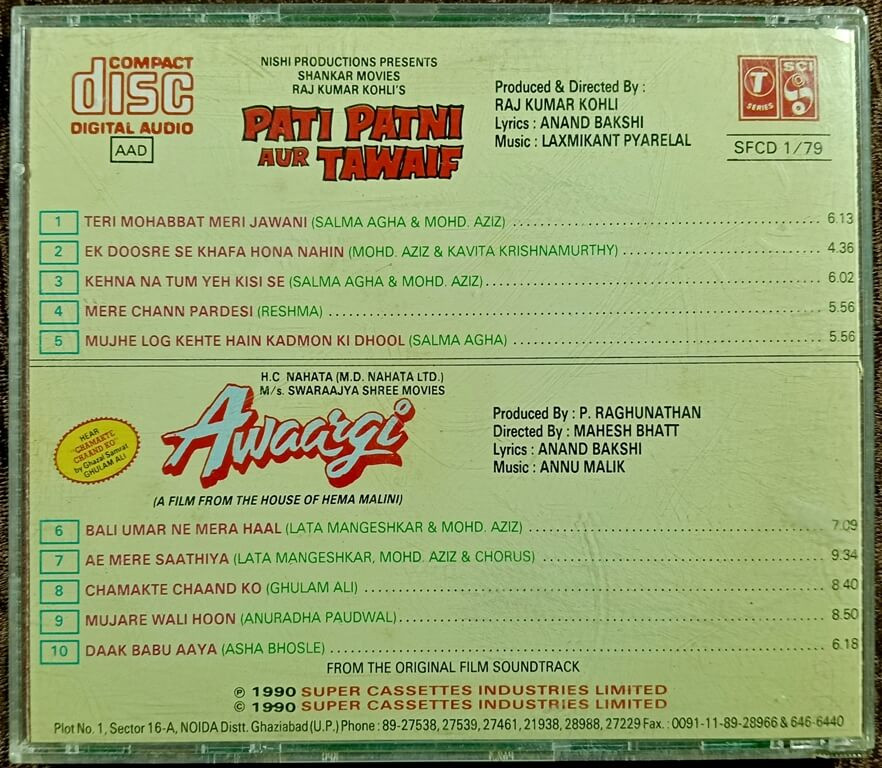 COMPACT
disc
DIGITAL AUDIO
AAD
NISHI PRODUCTIONS PRESENTS
SHANKAR MOVIES
RAJ KUMAR KOHLI'S
PATI PATNI
AUR TAWAIF
Produced & Directed By :
RAJ KUMAR KOHLI
Lyrics : ANAND BAKSHI
Music : LAXMIKANT PYARELAL
T SERIES
SCI
SFCD 1/79
1 TERI MOHABBAT MERI JAWANI (SALMA AGHA & MOHD. AZIZ) 6.13
2 EK DOOSRE SE KHAFA HONA NAHIN (MOHD. AZIZ & KAVITA KRISHNAMURTHY) 4.36
3 KEHNA NA TUM YEH KISI SE (SALMA AGHA & MOHD. AZIZ) 6.02
4 MERE CHANN PARDESI (RESHMA) 5.56
5 MUJHE LOG KEHTE HAIN KADMON KI DHOOL (SALMA AGHA) 5.56
H.C. NAHATA (M.D. NAHATA LTD.)
M/s. SWARAAJYA SHREE MOVIES
HEAR
"CHAMAKTE
CHAAND KO"
by Ghazal Samrat
GHULAM ALI
Awaargi
(A FILM FROM THE HOUSE OF HEMA MALINI)
Produced By : P. RAGHUNATHAN
Directed By : MAHESH BHATT
Lyrics : ANAND BAKSHI
Music : ANNU MALIK
6 BALI UMAR NE MERA HAAL (LATA MANGESHKAR & MOHD. AZIZ) 7.09
7 AE MERE SAATHIYA (LATA MANGESHKAR, MOHD. AZIZ & CHORUS) 9.34
8 CHAMAKTE CHAAND KO (GHULAM ALI) 8.40
9 MUJARE WALI HOON (ANURADHA PAUDWAL) 8.50
10 DAAK BABU AAYA (ASHA BHOSLE) 6.18
FROM THE ORIGINAL FILM SOUNDTRACK
℗ 1990 SUPER CASSETTES INDUSTRIES LIMITED
© 1990 SUPER CASSETTES INDUSTRIES LIMITED
Plot No. 1, Sector 16-A, NOIDA Distt. Ghaziabad (U.P.) Phone : 89-27538, 27539, 27461, 21938, 28988, 27229 Fax. : 0091-11-89-28966 & 646-6440